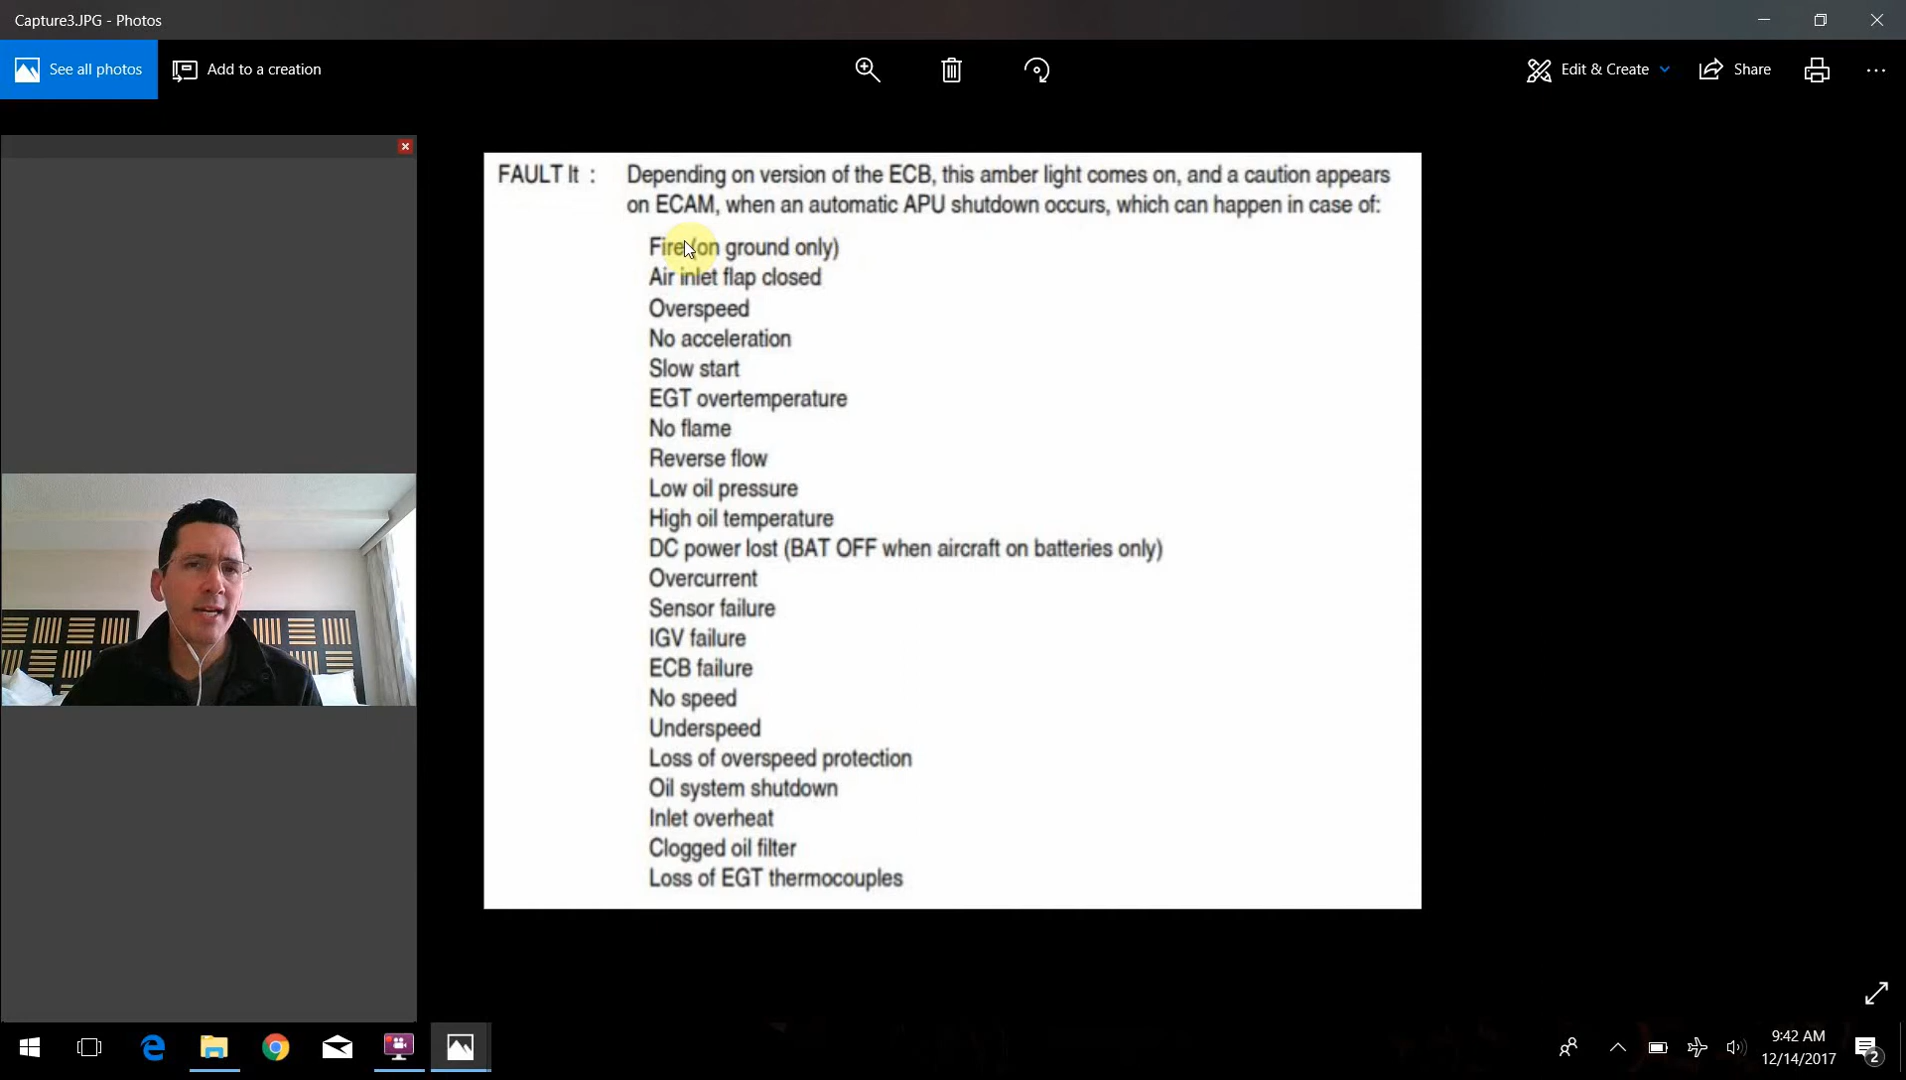 Capture3.JPG - Photos
See all photos
Add to a creation
Edit & Create
Share
FAULT lt : Depending on version of the ECB, this amber light comes on, and a caution appears
on ECAM, when an automatic APU shutdown occurs, which can happen in case of:
Fire (on ground only)
Air inlet flap closed
Overspeed
No acceleration
Slow start
EGT overtemperature
No flame
Reverse flow
Low oil pressure
High oil temperature
DC power lost (BAT OFF when aircraft on batteries only)
Overcurrent
Sensor failure
IGV failure
ECB failure
No speed
Underspeed
Loss of overspeed protection
Oil system shutdown
Inlet overheat
Clogged oil filter
Loss of EGT thermocouples
9:42 AM
12/14/2017
2